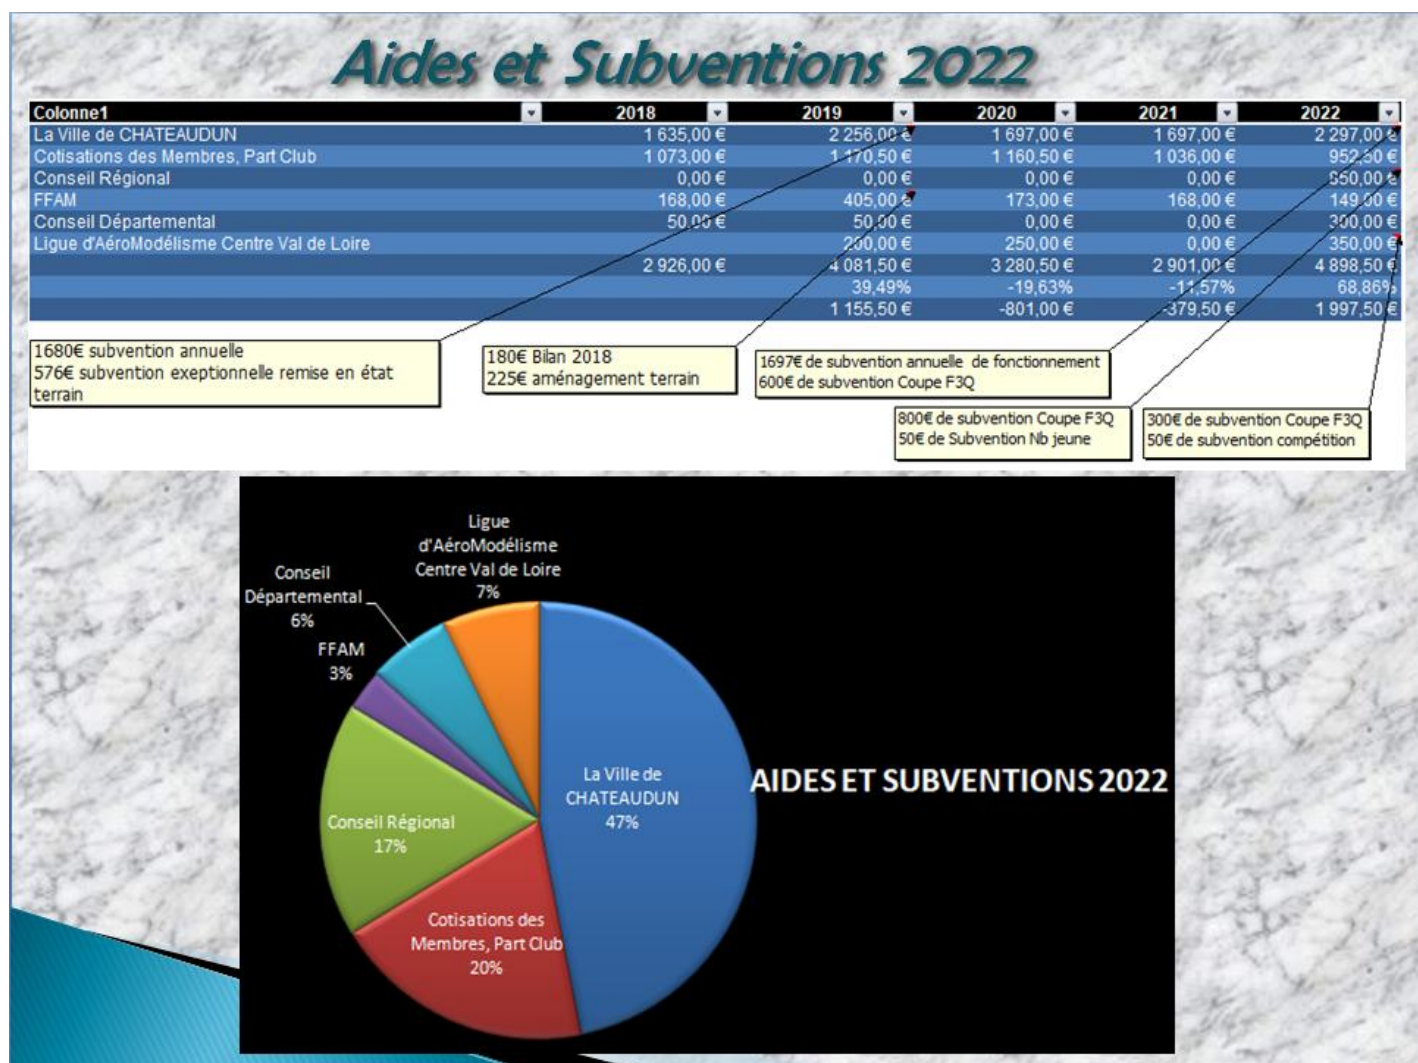 Aides et Subventions 2022
Colonne1 2018 2019 2020 2021 2022
La Ville de CHATEAUDUN 1 635,00 € 2 256,00 € 1 697,00 € 1 697,00 € 2 297,00 €
Cotisations des Membres, Part Club 1 073,00 € 1 170,50 € 1 160,50 € 1 036,00 € 952,50 €
Conseil Régional 0,00 € 0,00 € 0,00 € 0,00 € 850,00 €
FFAM 168,00 € 405,00 € 173,00 € 168,00 € 149,00 €
Conseil Départemental 50,00 € 50,00 € 0,00 € 0,00 € 300,00 €
Ligue d'AéroModélisme Centre Val de Loire 200,00 € 250,00 € 0,00 € 350,00 €
2 926,00 € 4 081,50 € 3 280,50 € 2 901,00 € 4 898,50 €
39,49% -19,63% -11,57% 68,86%
1 155,50 € -801,00 € -379,50 € 1 997,50 €
1680€ subvention annuelle
576€ subvention exeptionnelle remise en état
terrain
180€ Bilan 2018
225€ aménagement terrain
1697€ de subvention annuelle de fonctionnement
600€ de subvention Coupe F3Q
800€ de subvention Coupe F3Q
50€ de Subvention Nb jeune
300€ de subvention Coupe F3Q
50€ de subvention compétition
Ligue
d'AéroModélisme
Centre Val de Loire
7%
Conseil
Départemental
6%
FFAM
3%
La Ville de
CHATEAUDUN
47%
AIDES ET SUBVENTIONS 2022
Conseil Régional
17%
Cotisations des
Membres, Part Club
20%